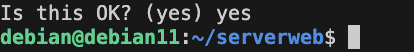 Is this OK? (yes) yes
debian@debian11:~/serverweb$